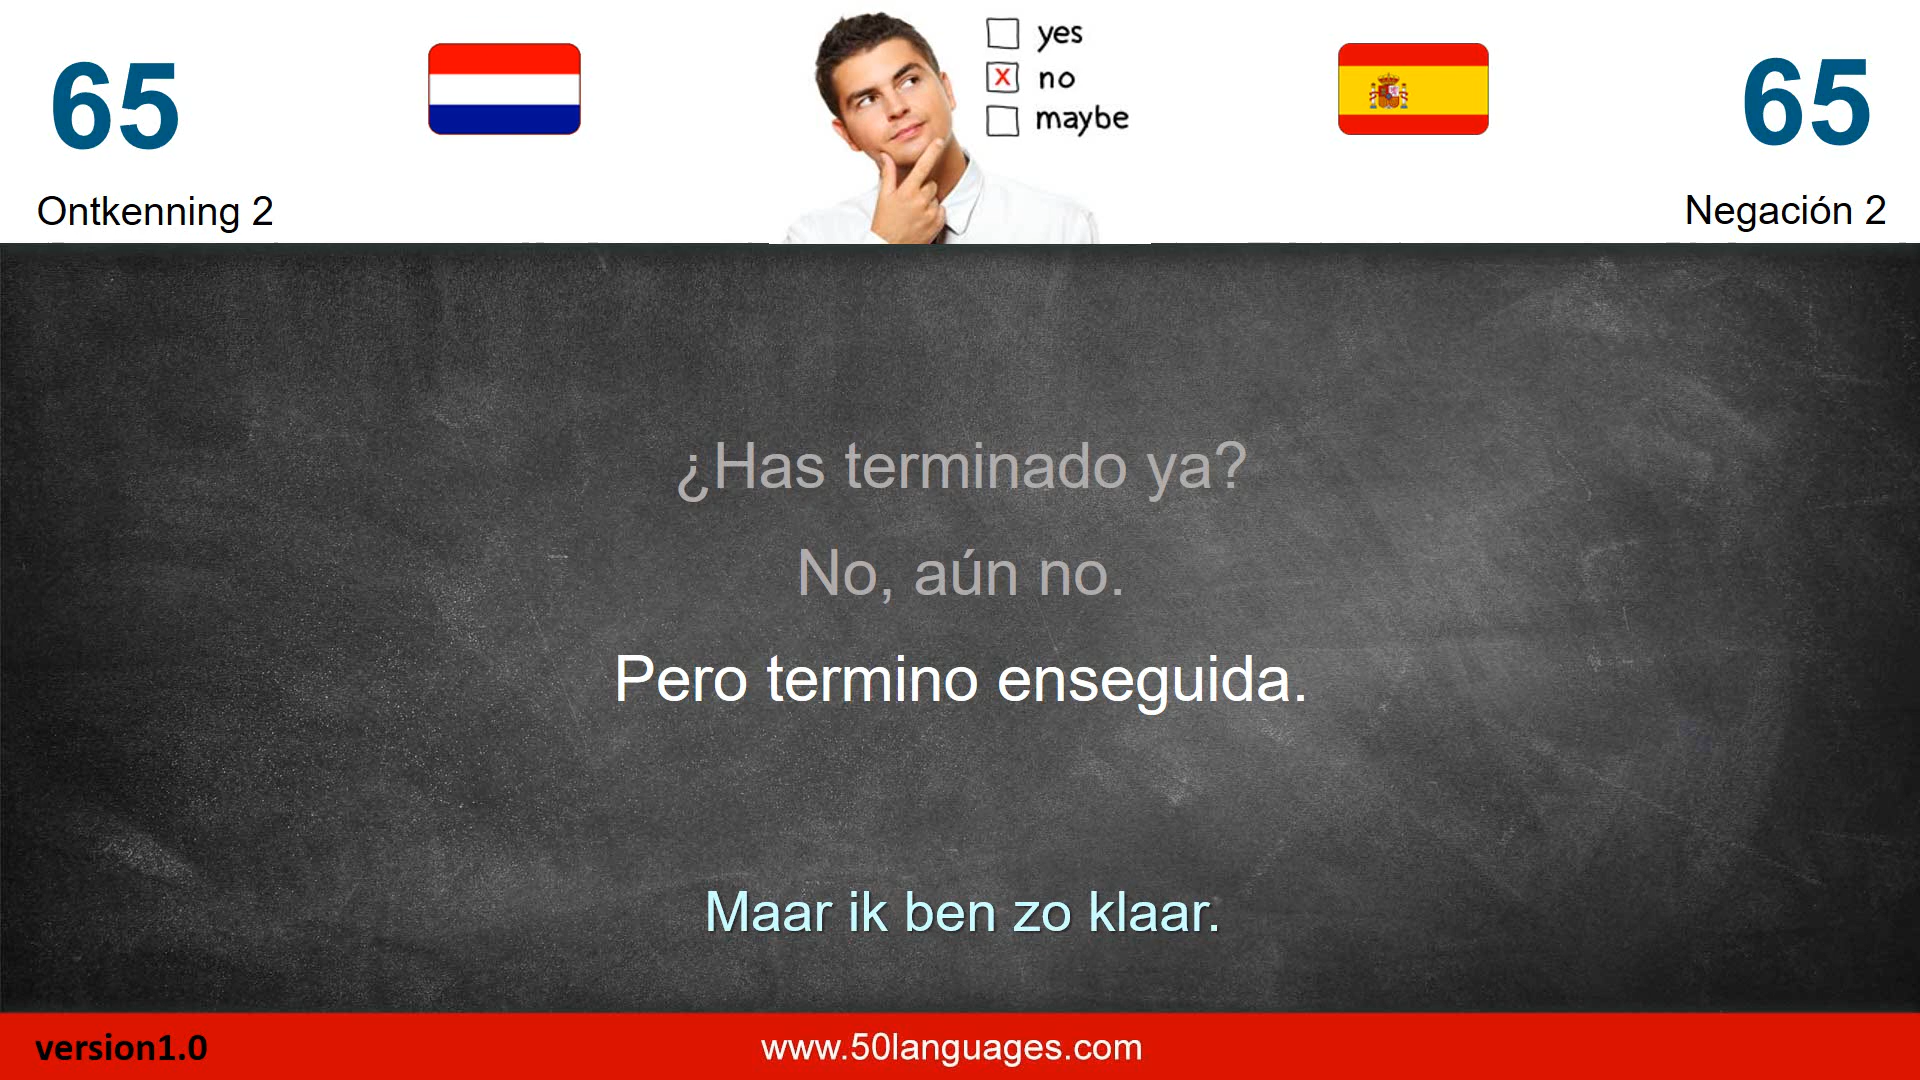 65
65
yes
x no
maybe
Ontkenning 2
Negación 2
¿Has terminado ya?
No, aún no.
Pero termino enseguida.
Maar ik ben zo klaar.
version1.0
www.50languages.com